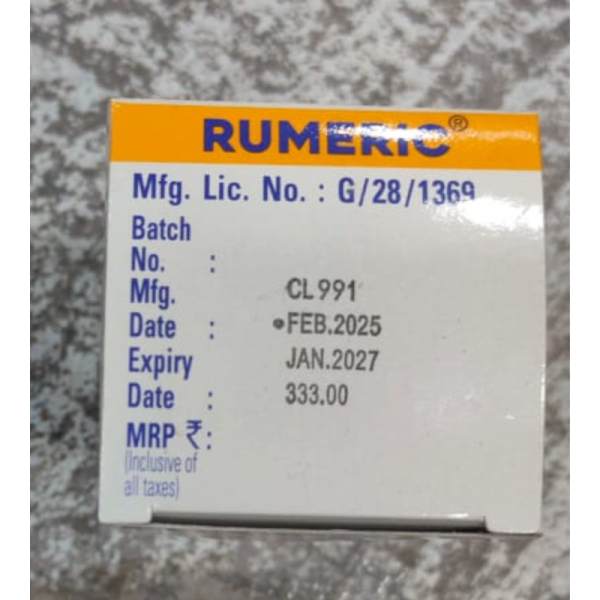 RUMERIC®
Mfg. Lic. No. : G/28/1369
Batch
No. :
Mfg. CL991
Date : FEB.2025
Expiry JAN.2027
Date : 333.00
MRP ₹:
(Inclusive of
all taxes)